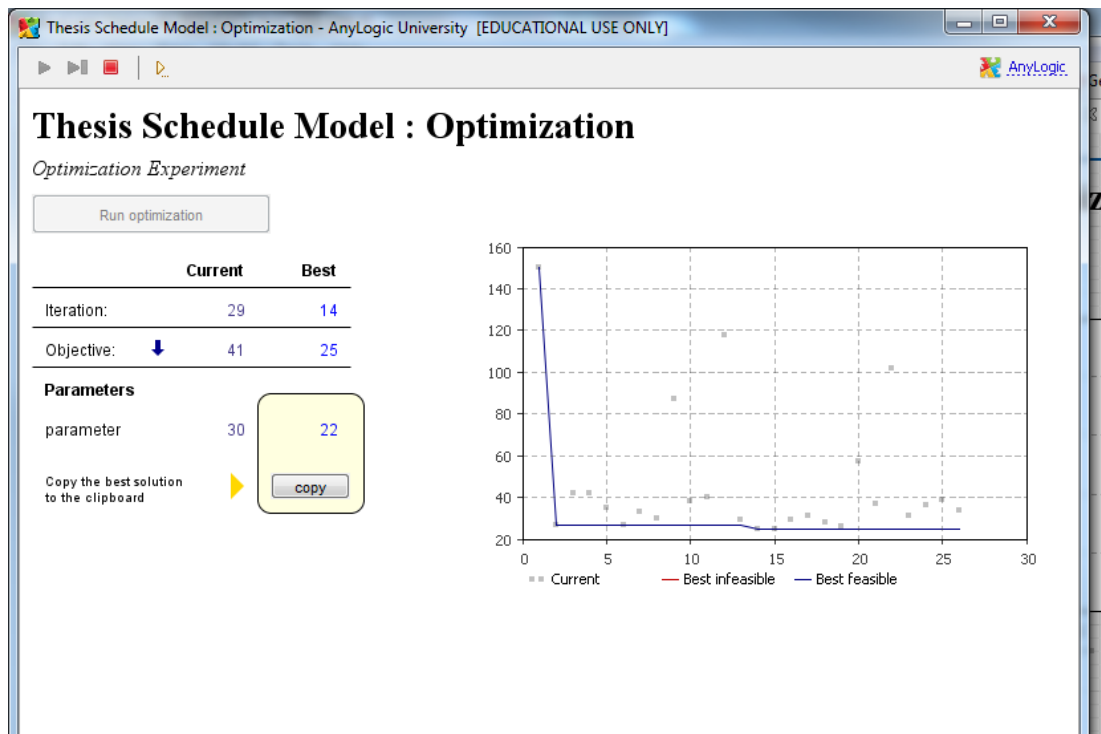 Thesis Schedule Model : Optimization - AnyLogic University [EDUCATIONAL USE ONLY]
AnyLogic
Thesis Schedule Model : Optimization
Optimization Experiment
Run optimization
Current Best
Iteration: 29 14
Objective: 41 25
Parameters
parameter 30 22
Copy the best solution
to the clipboard
copy
160
140
120
100
80
60
40
20
0 5 10 15 20 25 30
Current Best infeasible Best feasible